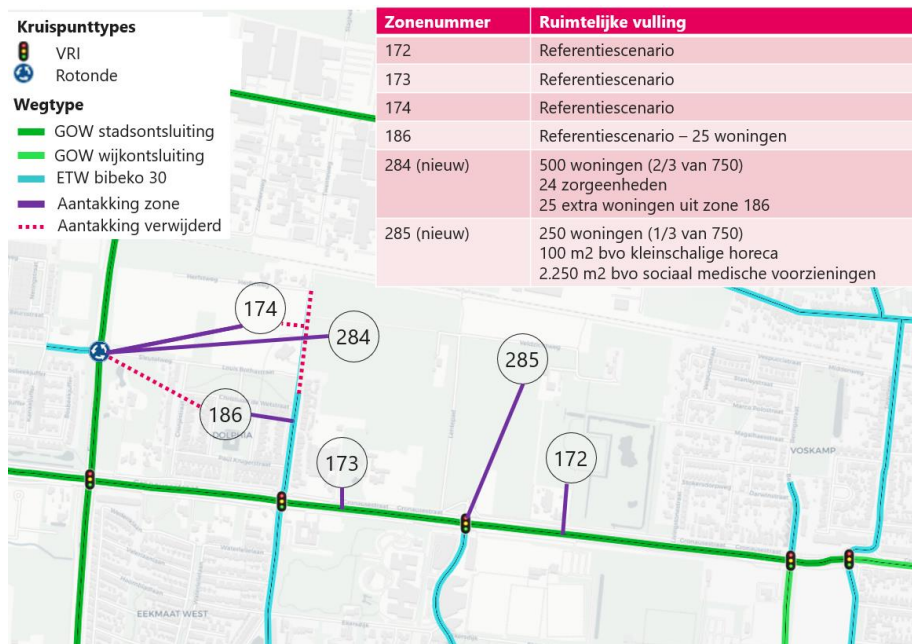 Kruispunttypes
VRI
Rotonde
Wegtype
GOW stadsontsluiting
GOW wijkontsluiting
ETW bibeko 30
Aantakking zone
Aantakking verwijderd
Zonenummer Ruimtelijke vulling
172 Referentiescenario
173 Referentiescenario
174 Referentiescenario
186 Referentiescenario – 25 woningen
284 (nieuw) 500 woningen (2/3 van 750)
24 zorgeenheden
25 extra woningen uit zone 186
285 (nieuw) 250 woningen (1/3 van 750)
100 m2 bvo kleinschalige horeca
2.250 m2 bvo sociaal medische voorzieningen
174
284
285
186
DOLPHIA
173
172
VOSKAMP
EEKMAAT WEST